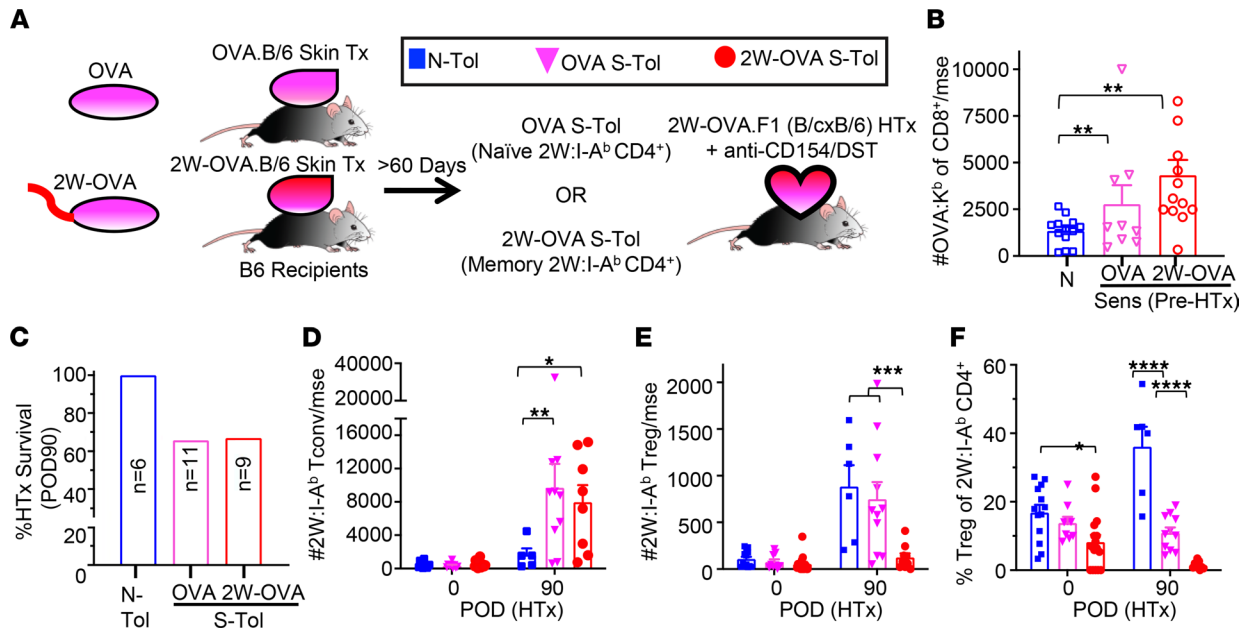 A
OVA
OVA.B/6 Skin Tx
2W-OVA
2W-OVA.B/6 Skin Tx
B6 Recipients
>60 Days
N-Tol
OVA S-Tol
2W-OVA S-Tol
OVA S-Tol
(Naïve 2W:I-Aᵇ CD4⁺)
OR
2W-OVA S-Tol
(Memory 2W:I-Aᵇ CD4⁺)
2W-OVA.F1 (B/cxB/6) HTx
+ anti-CD154/DST
B
#OVA:Kᵇ of CD8⁺/mse
10000
7500
5000
2500
0
**
**
N
OVA
2W-OVA
Sens (Pre-HTx)
C
%HTx Survival
(POD90)
100
80
60
40
20
0
n=6
n=11
n=9
N-
Tol
OVA 2W-OVA
S-Tol
D
#2W:I-Aᵇ Tconv/mse
40000
30000
20000
16000
12000
8000
4000
0
*
**
0
90
POD (HTx)
E
#2W:I-Aᵇ Treg/mse
2000
1500
1000
500
0
***
0
90
POD (HTx)
F
% Treg of 2W:I-Aᵇ CD4⁺
60
40
20
0
*
****
****
0
90
POD (HTx)